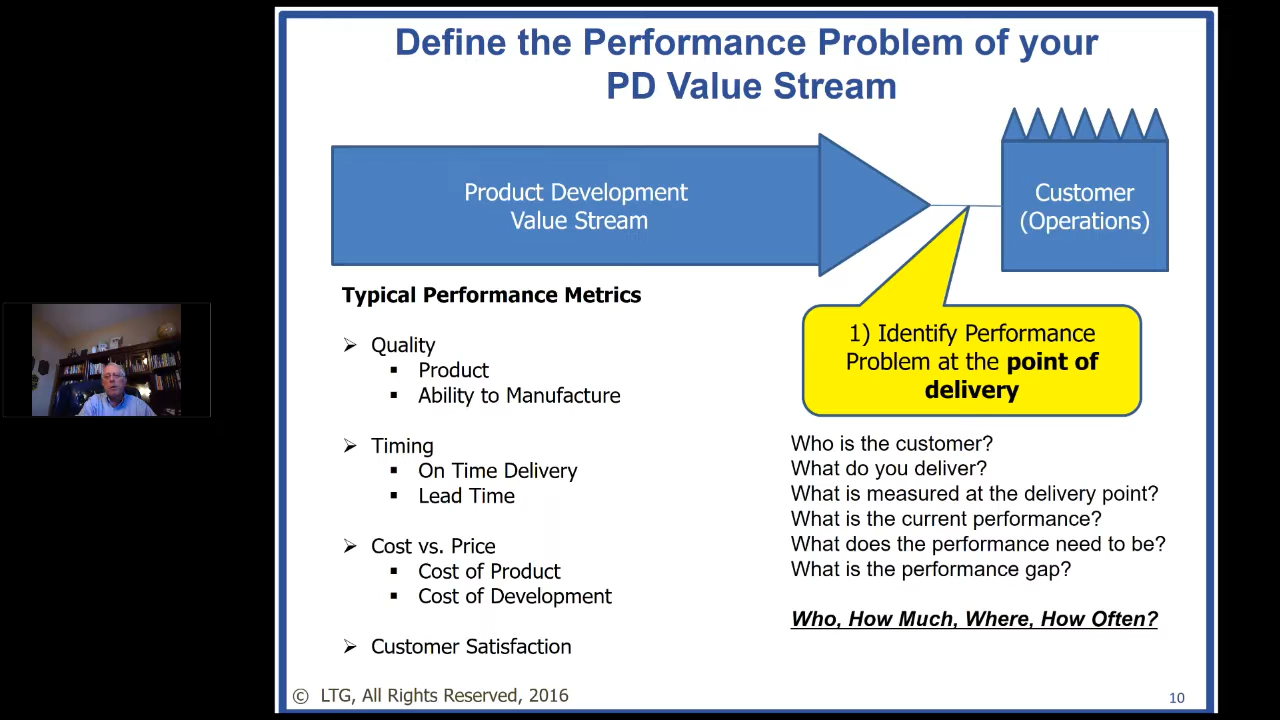 Define the Performance Problem of your
PD Value Stream
Product Development
Value Stream
Customer
(Operations)
Typical Performance Metrics
➢ Quality
▪ Product
▪ Ability to Manufacture
➢ Timing
▪ On Time Delivery
▪ Lead Time
➢ Cost vs. Price
▪ Cost of Product
▪ Cost of Development
➢ Customer Satisfaction
1) Identify Performance
Problem at the point of
delivery
Who is the customer?
What do you deliver?
What is measured at the delivery point?
What is the current performance?
What does the performance need to be?
What is the performance gap?
Who, How Much, Where, How Often?
© LTG, All Rights Reserved, 2016
10